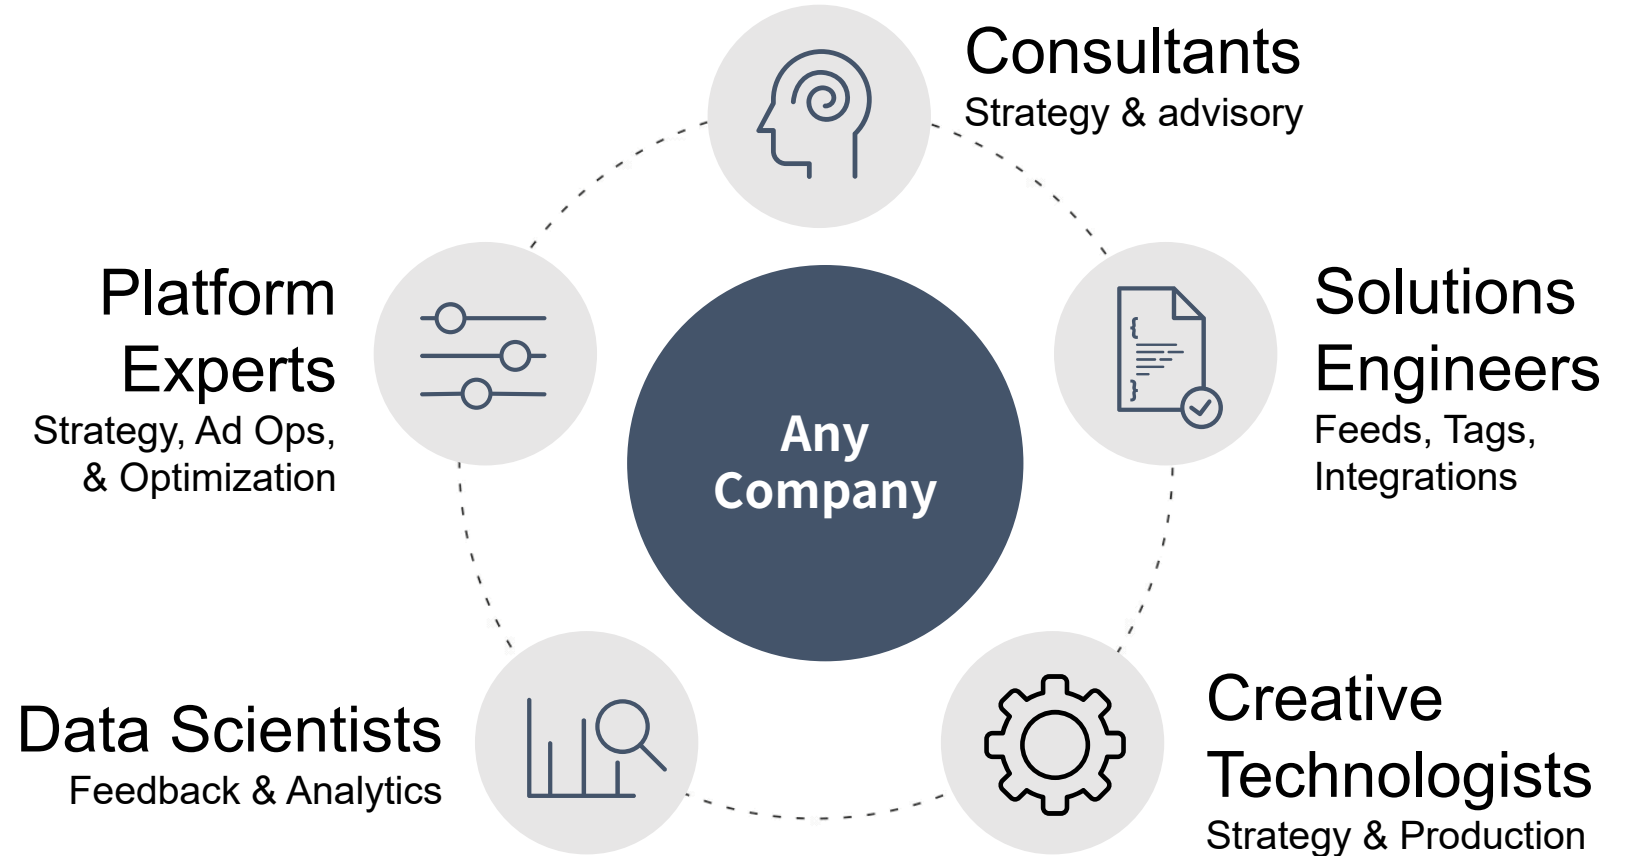 Consultants
Strategy & advisory
Platform
Experts
Strategy, Ad Ops,
& Optimization
Solutions
Engineers
Feeds, Tags,
Integrations
{
}
Any
Company
Data Scientists
Feedback & Analytics
Creative
Technologists
Strategy & Production